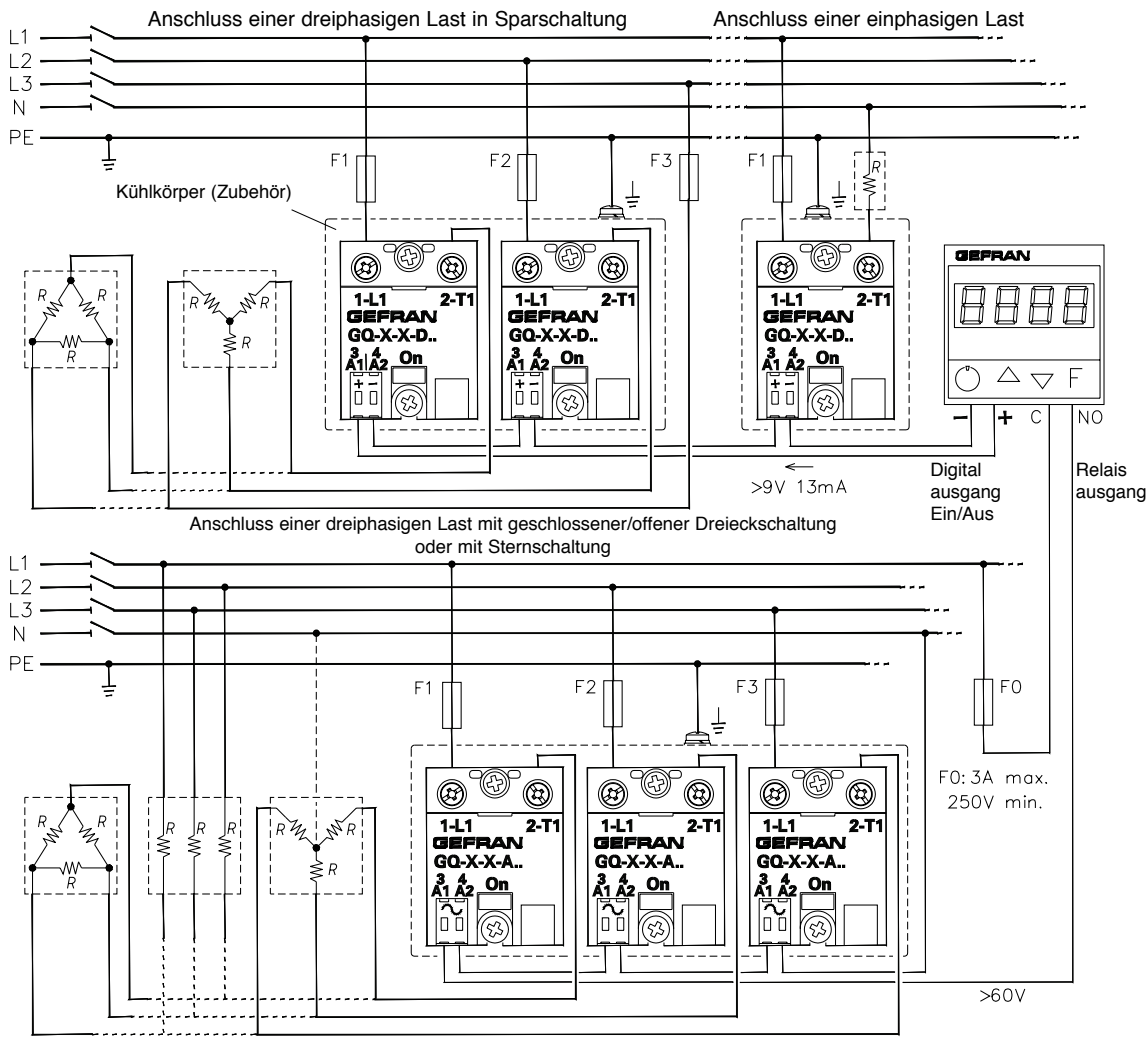 Anschluss einer dreiphasigen Last in Sparschaltung
Anschluss einer einphasigen Last
L1
L2
L3
N
PE
F1
F2
F3
F1
R
Kühlkörper (Zubehör)
R
R
R
R
R
R
1-L1 2-T1
GEFRAN
GQ-X-X-D..
3 4
A1 A2 On
+ −
1-L1 2-T1
GEFRAN
GQ-X-X-D..
3 4
A1 A2 On
+ −
1-L1 2-T1
GEFRAN
GQ-X-X-D..
3 4
A1 A2 On
+ −
GEFRAN
8888
F
− + C NO
>9V 13mA
Digital
ausgang
Ein/Aus
Relais
ausgang
Anschluss einer dreiphasigen Last mit geschlossener/offener Dreieckschaltung
oder mit Sternschaltung
L1
L2
L3
N
PE
F1
F2
F3
F0
F0: 3A max.
250V min.
R
R
R
R
R
R
R
R
R
1-L1 2-T1
GEFRAN
GQ-X-X-A..
3 4
A1 A2 On
1-L1 2-T1
GEFRAN
GQ-X-X-A..
3 4
A1 A2 On
1-L1 2-T1
GEFRAN
GQ-X-X-A..
3 4
A1 A2 On
>60V